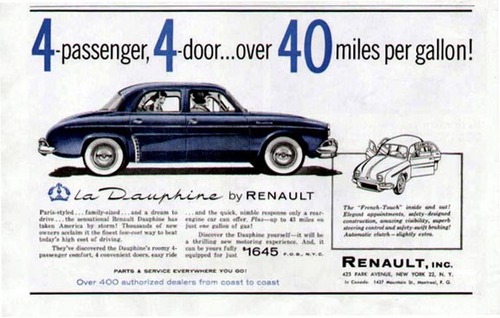 4-passenger, 4-door...over 40 miles per gallon!
la Dauphine by RENAULT
Paris-styled...family-sized...and a dream to
drive...the sensational Renault Dauphine has
taken America by storm! Thousands of new
owners acclaim it the finest low-cost way to beat
today's high cost of driving.
They've discovered the Dauphine's roomy 4-
passenger comfort, 4 convenient doors, easy ride
...and the quick, nimble response only a rear-
engine car can offer. Plus—up to 43 miles on
just one gallon of gas!
Discover the Dauphine yourself—it will be
a thrilling new motoring experience. And, it
can be yours fully
equipped for just $1645 P.O.E., N.Y.C.
The "French-Touch" inside and out!
Elegant appointments, safety-designed
construction, amazing visibility, superb
steering control and safety-swift braking!
Automatic clutch - slightly extra.
PARTS & SERVICE EVERYWHERE YOU GO!
Over 400 authorized dealers from coast to coast
RENAULT, INC.
425 PARK AVENUE, NEW YORK 22, N. Y.
In Canada: 1427 Mountain St., Montreal, P. Q.